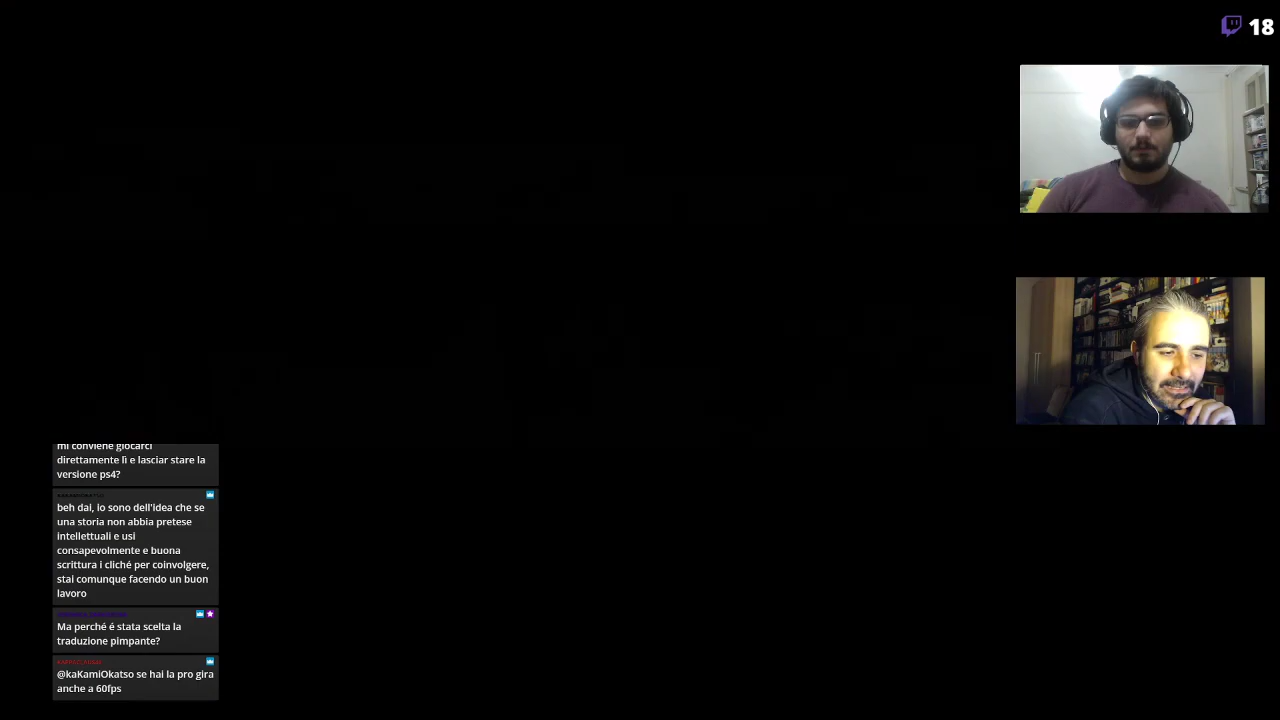 18
mi conviene giocarci
direttamente lì e lasciar stare la
versione ps4?
beh dai, io sono dell'idea che se
una storia non abbia pretese
intellettuali e usi
consapevolmente e buona
scrittura i cliché per coinvolgere,
stai comunque facendo un buon
lavoro
Ma perché é stata scelta la
traduzione pimpante?
@kaKamiOkatso se hai la pro gira
anche a 60fps